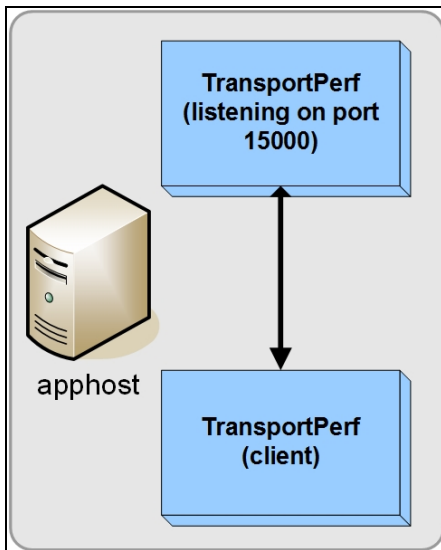 TransportPerf
(listening on port
15000)
apphost
TransportPerf
(client)